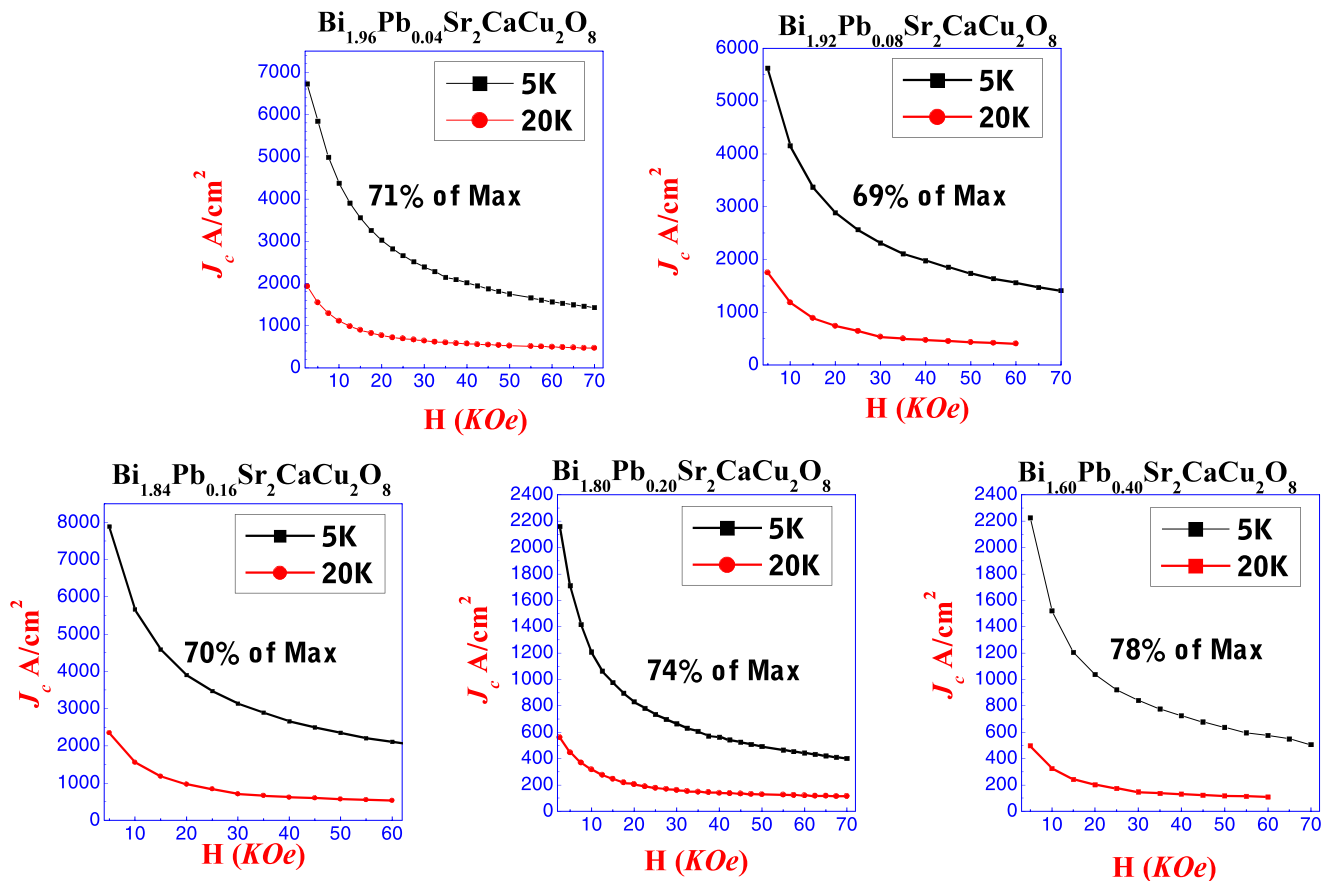 Bi1.96Pb0.04Sr2CaCu2O8
7000
6000
5000
4000
3000
2000
1000
0
Jc A/cm2
5K
20K
71% of Max
10 20 30 40 50 60 70
H (KOe)
Bi1.92Pb0.08Sr2CaCu2O8
6000
5000
4000
3000
2000
1000
0
Jc A/cm2
5K
20K
69% of Max
10 20 30 40 50 60 70
H (KOe)
Bi1.84Pb0.16Sr2CaCu2O8
8000
7000
6000
5000
4000
3000
2000
1000
0
Jc A/cm2
5K
20K
70% of Max
10 20 30 40 50 60
H (KOe)
Bi1.80Pb0.20Sr2CaCu2O8
2400
2200
2000
1800
1600
1400
1200
1000
800
600
400
200
0
Jc A/cm2
5K
20K
74% of Max
10 20 30 40 50 60 70
H (KOe)
Bi1.60Pb0.40Sr2CaCu2O8
2400
2200
2000
1800
1600
1400
1200
1000
800
600
400
200
0
Jc A/cm2
5K
20K
78% of Max
10 20 30 40 50 60 70
H (KOe)